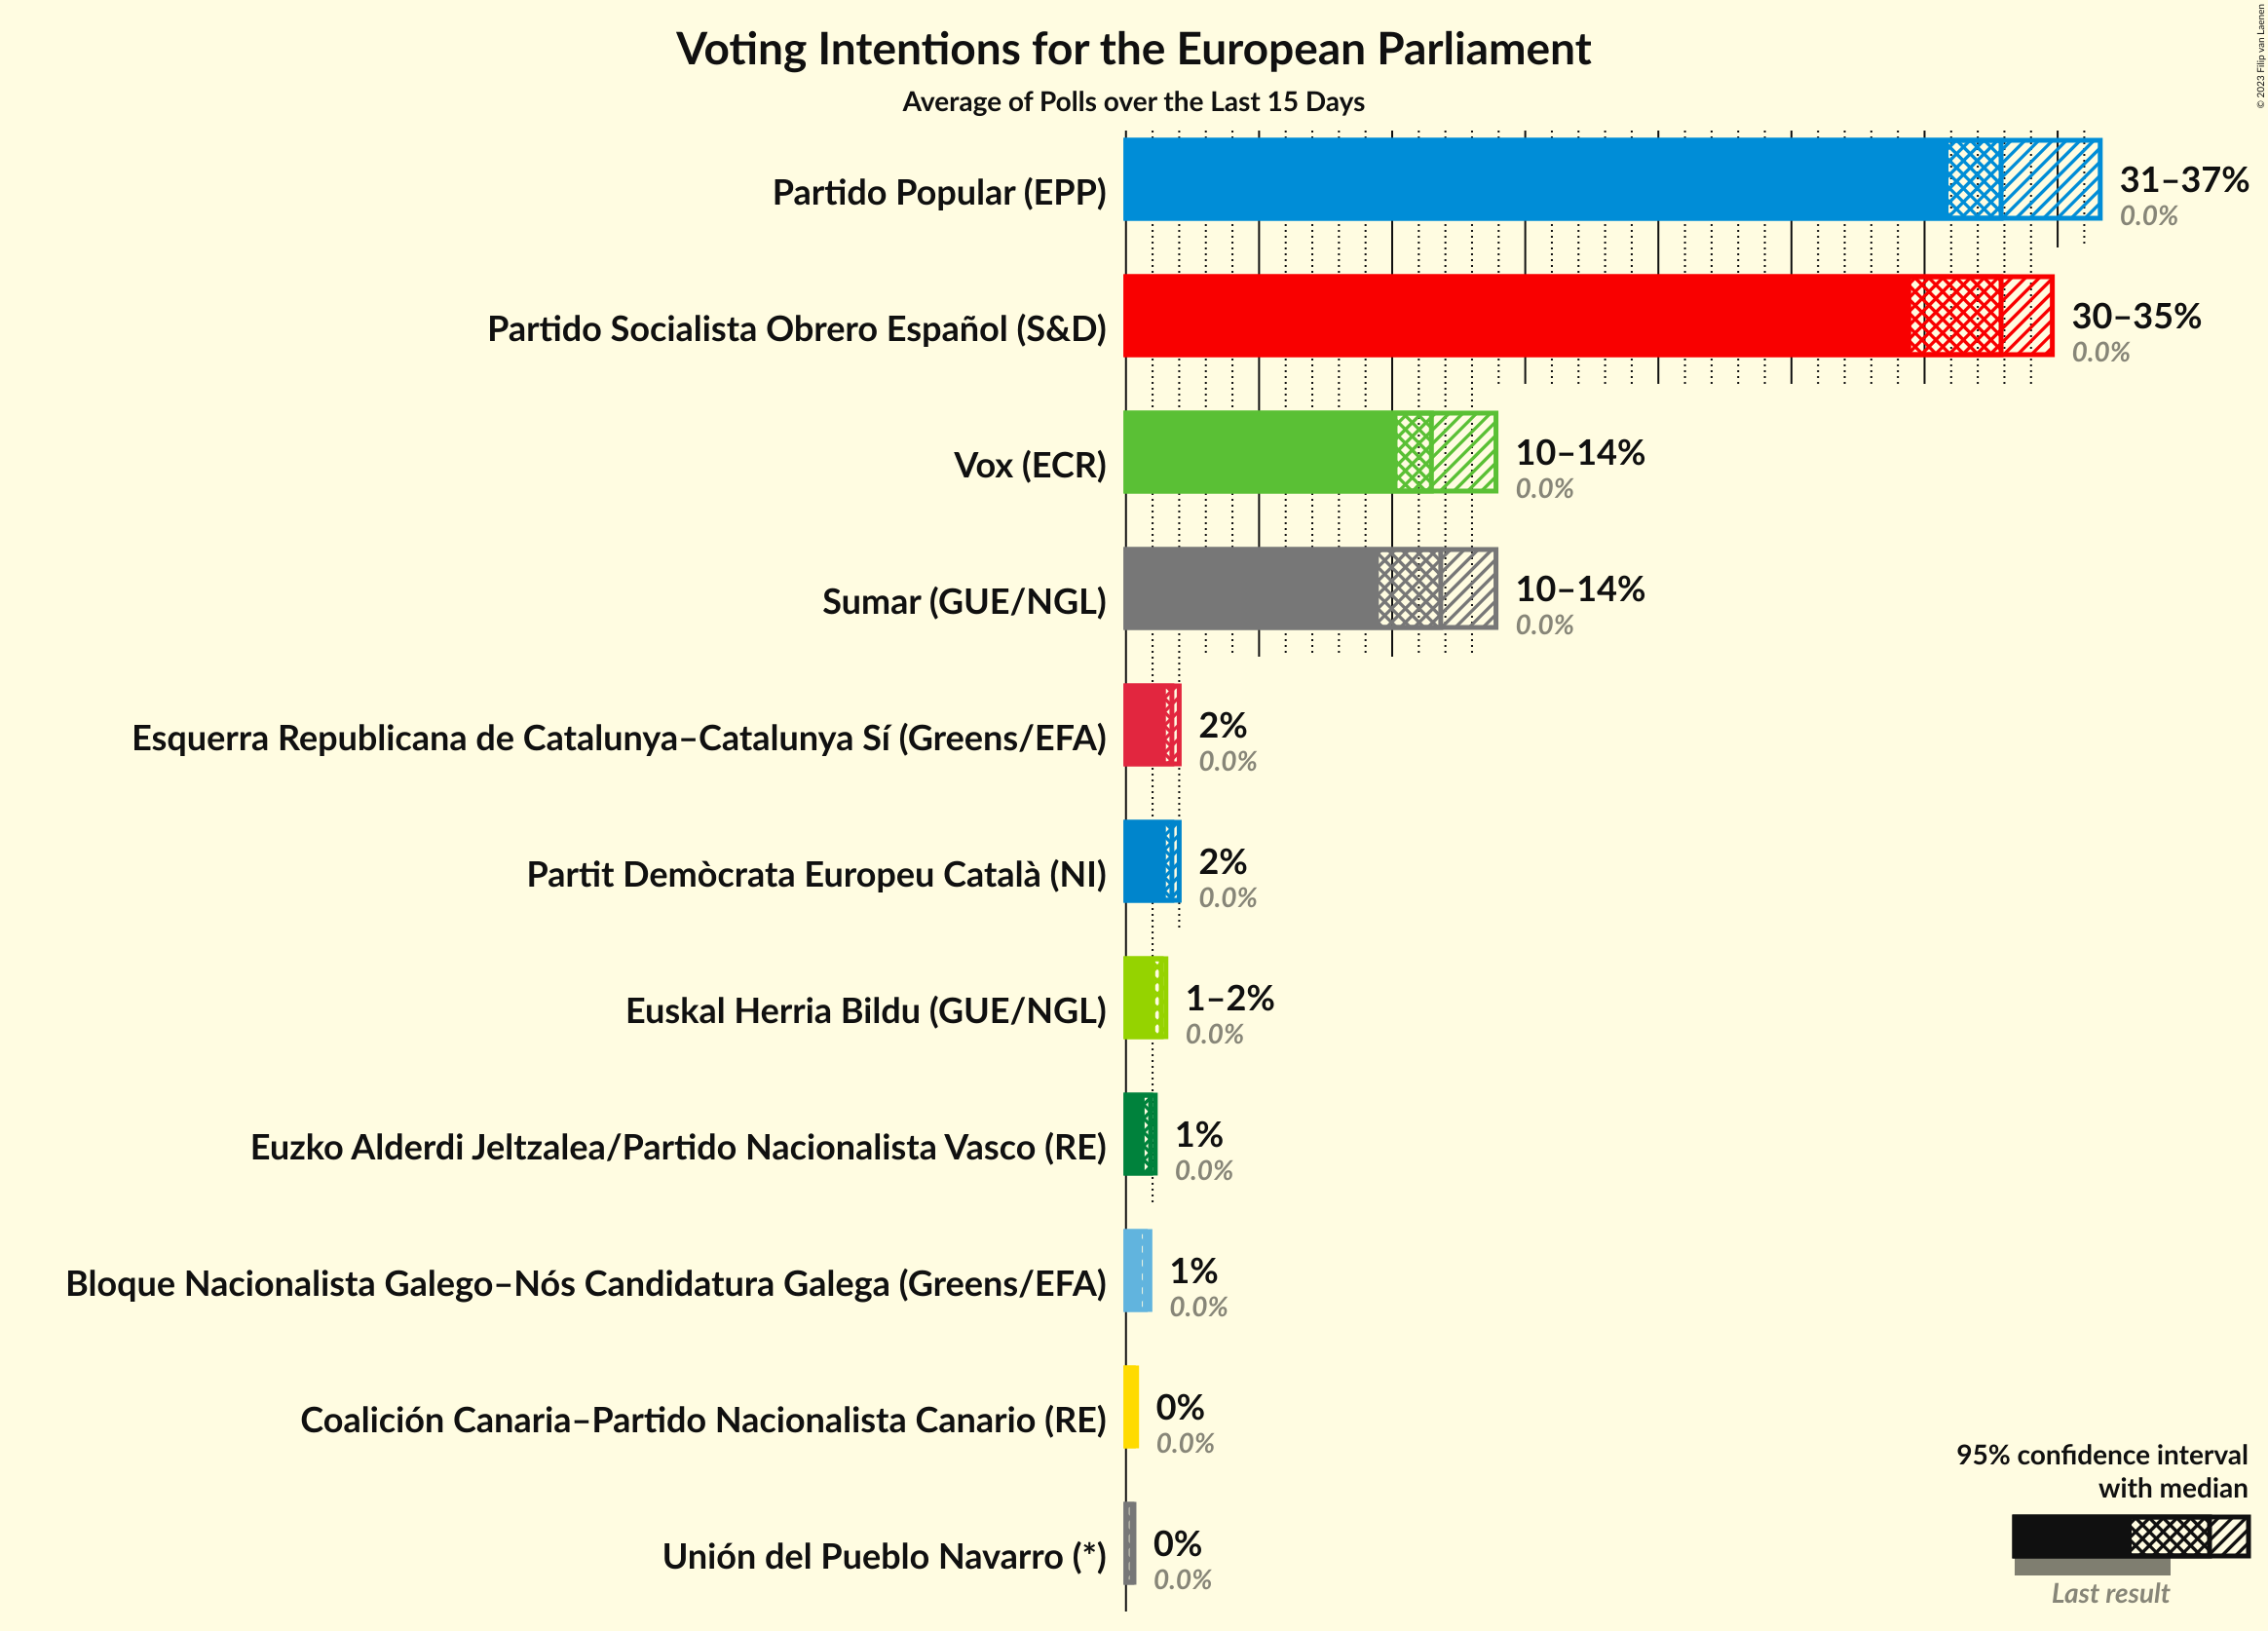 Voting Intentions for the European Parliament
Average of Polls over the Last 15 Days
© 2023 Filip van Laenen
Partido Popular (EPP)
31–37%
0.0%
Partido Socialista Obrero Español (S&D)
30–35%
0.0%
Vox (ECR)
10–14%
0.0%
Sumar (GUE/NGL)
10–14%
0.0%
Esquerra Republicana de Catalunya–Catalunya Sí (Greens/EFA)
2%
0.0%
Partit Demòcrata Europeu Català (NI)
2%
0.0%
Euskal Herria Bildu (GUE/NGL)
1–2%
0.0%
Euzko Alderdi Jeltzalea/Partido Nacionalista Vasco (RE)
1%
0.0%
Bloque Nacionalista Galego–Nós Candidatura Galega (Greens/EFA)
1%
0.0%
Coalición Canaria–Partido Nacionalista Canario (RE)
0%
0.0%
Unión del Pueblo Navarro (*)
0%
0.0%
95% confidence interval
with median
Last result